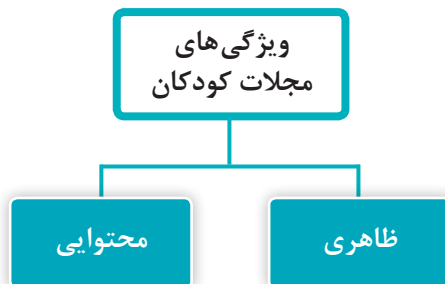 ویژگی‌های
مجلات کودکان
ظاهری
محتوایی